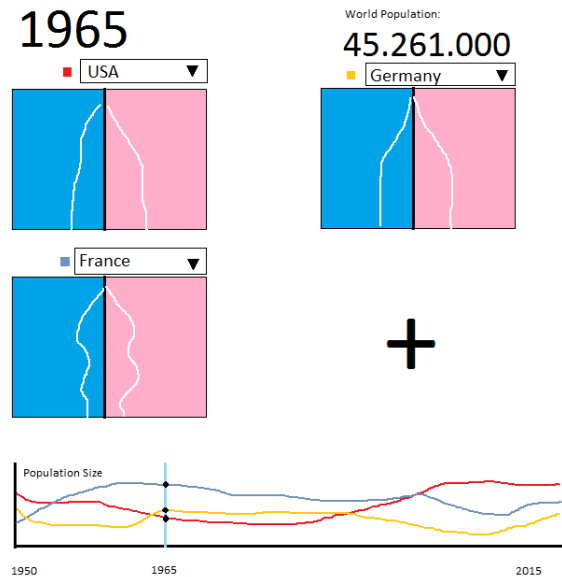 1965
World Population:
45.261.000
USA
Germany
France
Population Size
1950
1965
2015